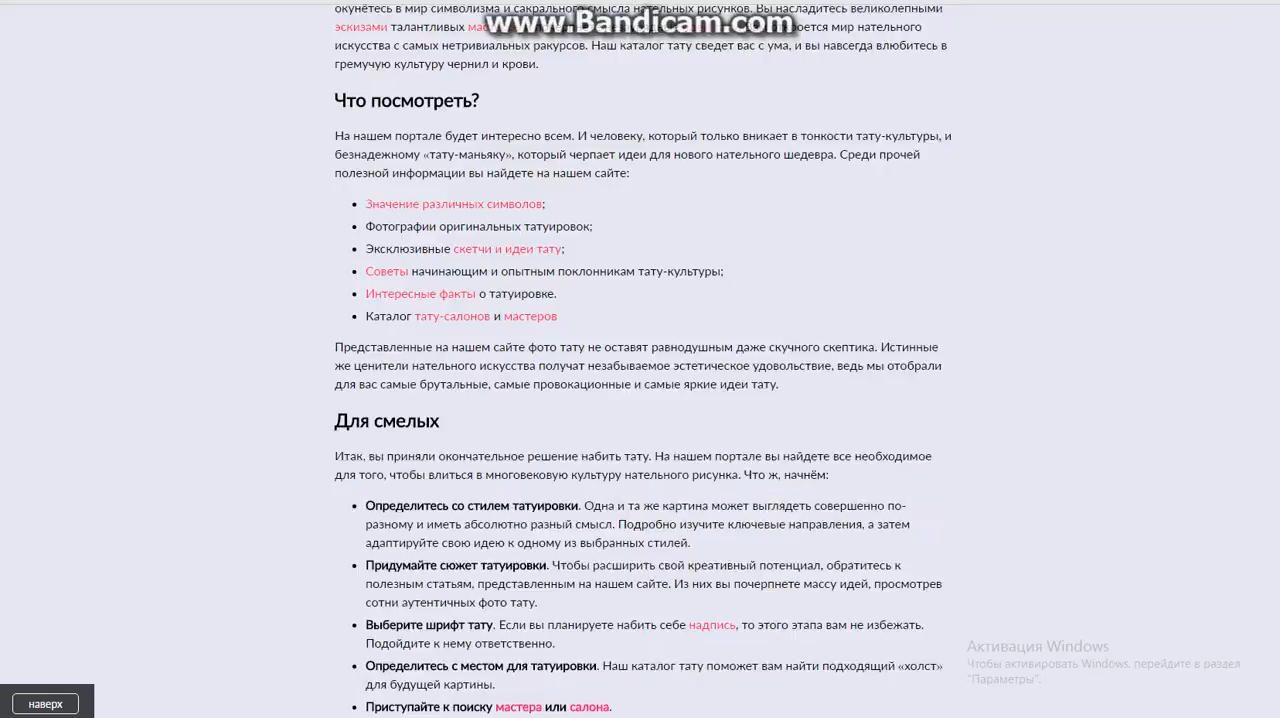 окунётесь в мир символизма и сакрального смысла нательных рисунков. Вы насладитесь великолепными
www.Bandicam.com
эскизами талантливых мир нательного
искусства с самых нетривиальных ракурсов. Наш каталог тату сведет вас с ума, и вы навсегда влюбитесь в
гремучую культуру чернил и крови.
Что посмотреть?
На нашем портале будет интересно всем. И человеку, который только вникает в тонкости тату-культуры, и
безнадежному «тату-маньяку», который черпает идеи для нового нательного шедевра. Среди прочей
полезной информации вы найдете на нашем сайте:
• Значение различных символов;
• Фотографии оригинальных татуировок;
• Эксклюзивные скетчи и идеи тату;
• Советы начинающим и опытным поклонникам тату-культуры;
• Интересные факты о татуировке.
• Каталог тату-салонов и мастеров
Представленные на нашем сайте фото тату не оставят равнодушным даже скучного скептика. Истинные
же ценители нательного искусства получат незабываемое эстетическое удовольствие, ведь мы отобрали
для вас самые брутальные, самые провокационные и самые яркие идеи тату.
Для смелых
Итак, вы приняли окончательное решение набить тату. На нашем портале вы найдете все необходимое
для того, чтобы влиться в многовековую культуру нательного рисунка. Что ж, начнём:
• Определитесь со стилем татуировки. Одна и та же картина может выглядеть совершенно по-
разному и иметь абсолютно разный смысл. Подробно изучите ключевые направления, а затем
адаптируйте свою идею к одному из выбранных стилей.
• Придумайте сюжет татуировки. Чтобы расширить свой креативный потенциал, обратитесь к
полезным статьям, представленным на нашем сайте. Из них вы почерпнете массу идей, просмотрев
сотни аутентичных фото тату.
• Выберите шрифт тату. Если вы планируете набить себе надпись, то этого этапа вам не избежать.
Подойдите к нему ответственно.
• Определитесь с местом для татуировки. Наш каталог тату поможет вам найти подходящий «холст»
для будущей картины.
• Приступайте к поиску мастера или салона.
Активация Windows
Чтобы активировать Windows, перейдите в раздел
"Параметры".
наверх